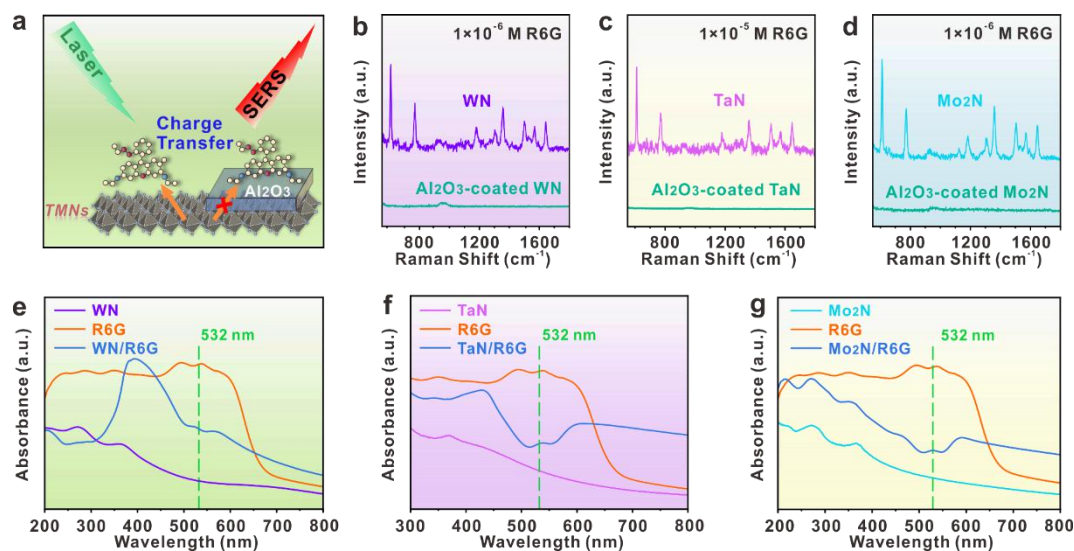 a
Laser
SERS
Charge
Transfer
Al2O3
TMNs
b
1×10⁻⁶ M R6G
WN
Al2O3-coated WN
Intensity (a.u.)
800 1200 1600
Raman Shift (cm⁻¹)
c
1×10⁻⁵ M R6G
TaN
Al2O3-coated TaN
Intensity (a.u.)
800 1200 1600
Raman Shift (cm⁻¹)
d
1×10⁻⁶ M R6G
Mo2N
Al2O3-coated Mo2N
Intensity (a.u.)
800 1200 1600
Raman Shift (cm⁻¹)
e
WN
R6G
WN/R6G
532 nm
Absorbance (a.u.)
200 300 400 500 600 700 800
Wavelength (nm)
f
TaN
R6G
TaN/R6G
532 nm
Absorbance (a.u.)
300 400 500 600 700 800
Wavelength (nm)
g
Mo2N
R6G
Mo2N/R6G
532 nm
Absorbance (a.u.)
200 300 400 500 600 700 800
Wavelength (nm)